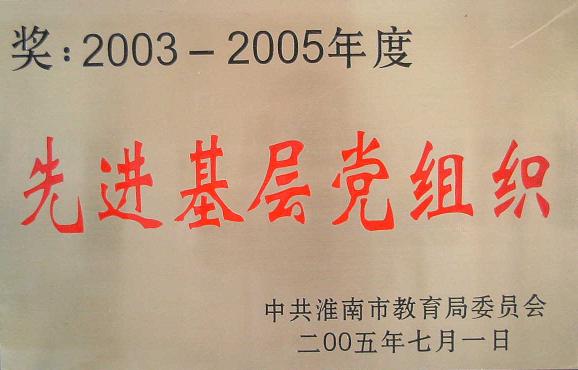 奖：2003－2005年度
先进基层党组织
中共淮南市教育局委员会
二00五年七月一日